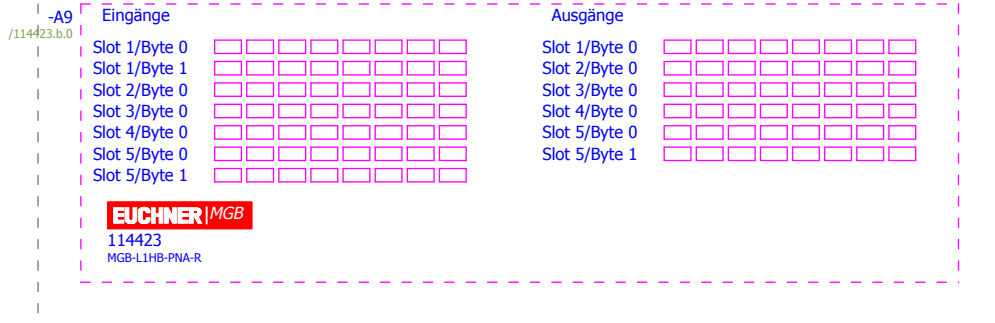 -A9
/114423.b.0
Eingänge
Slot 1/Byte 0
Slot 1/Byte 1
Slot 2/Byte 0
Slot 3/Byte 0
Slot 4/Byte 0
Slot 5/Byte 0
Slot 5/Byte 1
Ausgänge
Slot 1/Byte 0
Slot 2/Byte 0
Slot 3/Byte 0
Slot 4/Byte 0
Slot 5/Byte 0
Slot 5/Byte 1
EUCHNER|MGB
114423
MGB-L1HB-PNA-R